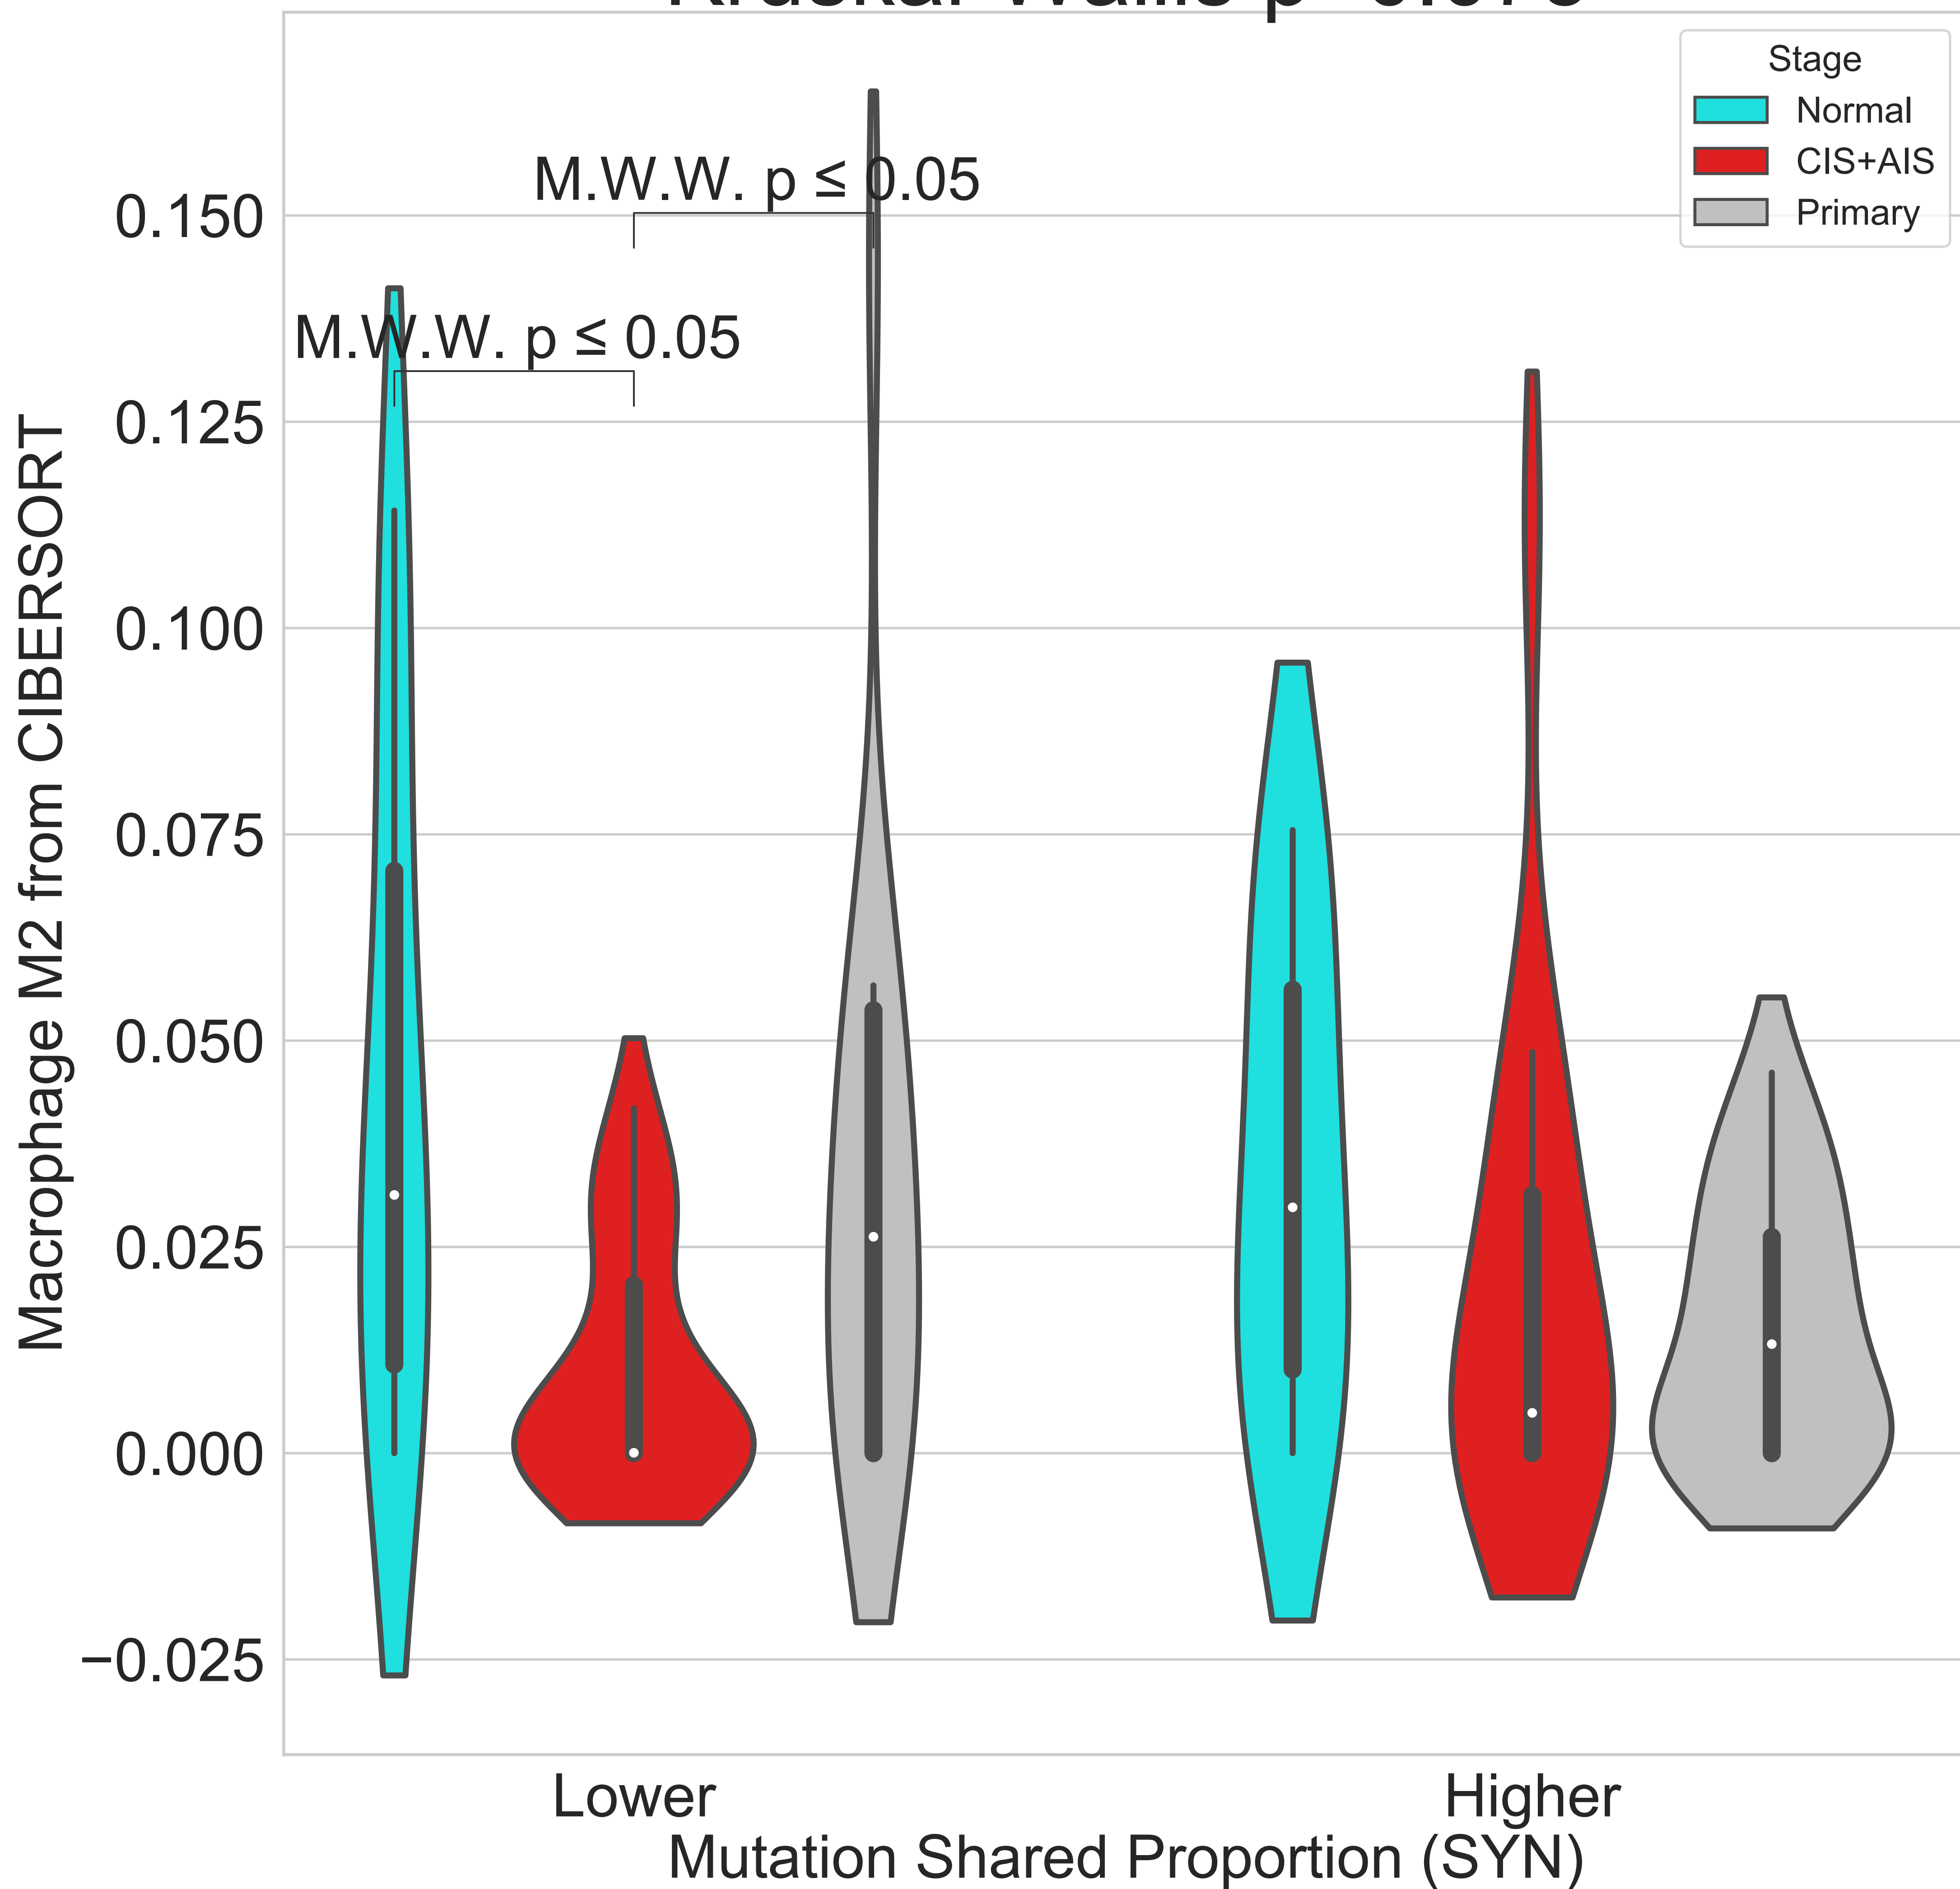 Stage
Normal
CIS+AIS
Primary
M.W.W. p ≤ 0.05
M.W.W. p ≤ 0.05
0.150
0.125
0.100
0.075
0.050
0.025
0.000
−0.025
Macrophage M2 from CIBERSORT
Lower
Higher
Mutation Shared Proportion (SYN)